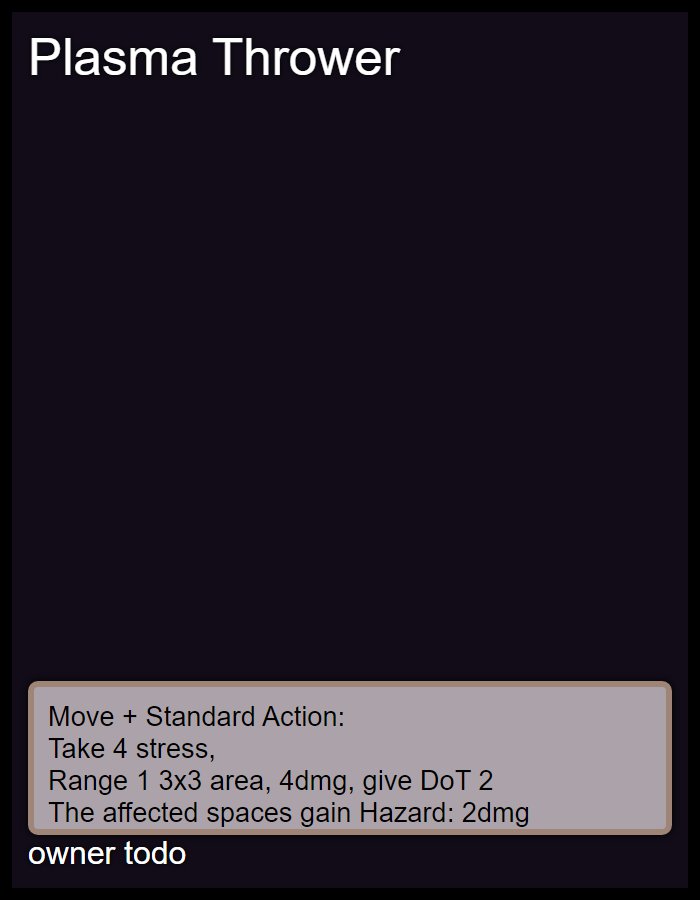 Plasma Thrower
Move + Standard Action:
Take 4 stress,
Range 1 3x3 area, 4dmg, give DoT 2
The affected spaces gain Hazard: 2dmg
owner todo